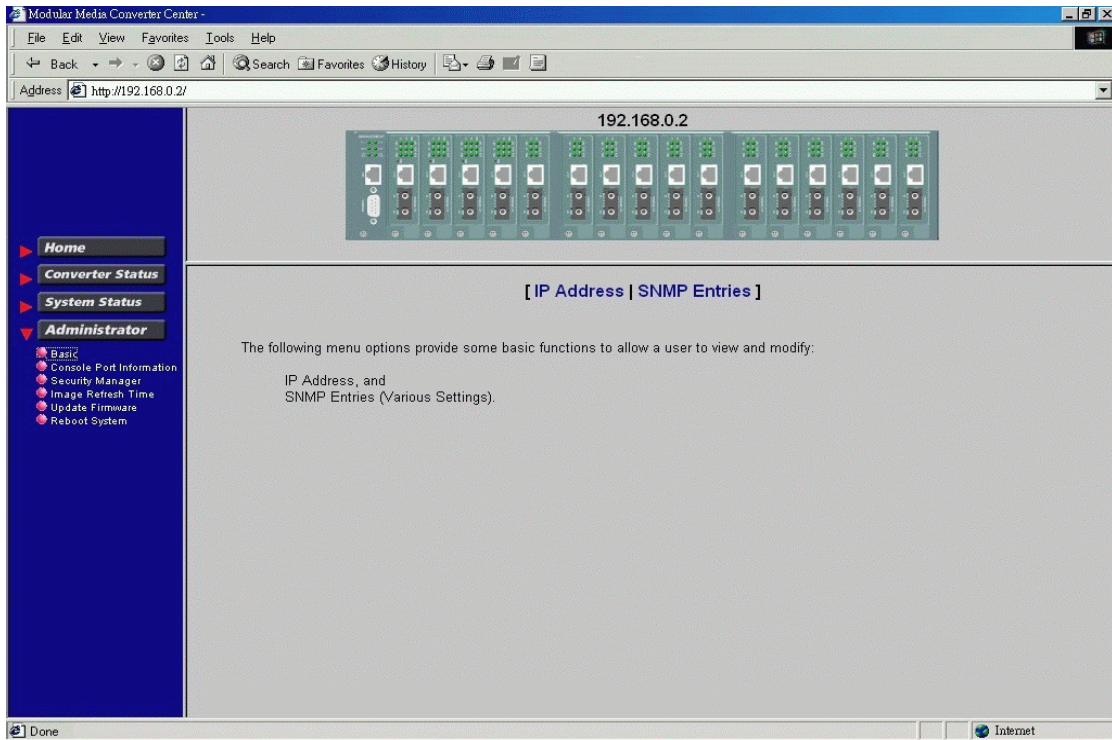 Modular Media Converter Center -
File Edit View Favorites Tools Help
Back Search Favorites History
Address http://192.168.0.2/
192.168.0.2
Home
Converter Status
System Status
Administrator
Basic
Console Port Information
Security Manager
Image Refresh Time
Update Firmware
Reboot System
[ IP Address | SNMP Entries ]
The following menu options provide some basic functions to allow a user to view and modify:
IP Address, and
SNMP Entries (Various Settings).
Done Internet